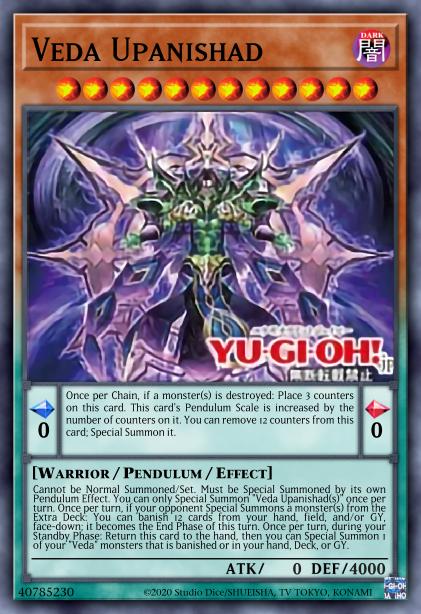 VEDA UPANISHAD
DARK
闇
YU-GI-OH!.jp
無断転載禁止
Once per Chain, if a monster(s) is destroyed: Place 3 counters
on this card. This card's Pendulum Scale is increased by the
number of counters on it. You can remove 12 counters from this
card; Special Summon it.
0
0
[WARRIOR / PENDULUM / EFFECT]
Cannot be Normal Summoned/Set. Must be Special Summoned by its own
Pendulum Effect. You can only Special Summon "Veda Upanishad(s)" once per
turn. Once per turn, if your opponent Special Summons a monster(s) from the
Extra Deck: You can banish 12 cards from your hand, field, and/or GY,
face-down; it becomes the End Phase of this turn. Once per turn, during your
Standby Phase: Return this card to the hand, then you can Special Summon 1
of your "Veda" monsters that is banished or in your hand, Deck, or GY.
ATK/ 0 DEF/4000
40785230
©2020 Studio Dice/SHUEISHA, TV TOKYO, KONAMI